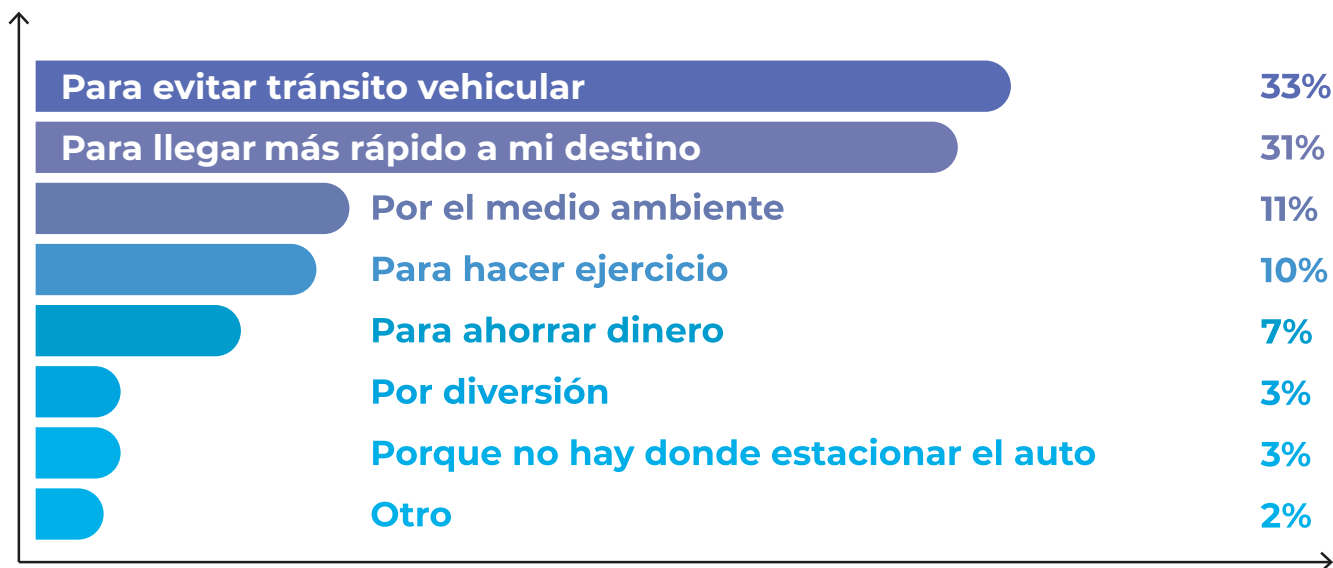 Para evitar tránsito vehicular 33%
Para llegar más rápido a mi destino 31%
Por el medio ambiente 11%
Para hacer ejercicio 10%
Para ahorrar dinero 7%
Por diversión 3%
Porque no hay donde estacionar el auto 3%
Otro 2%